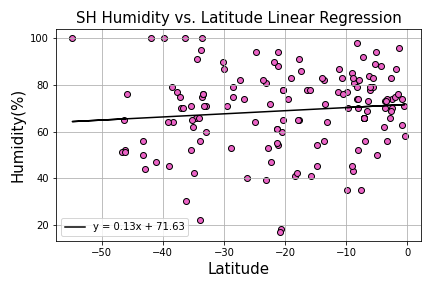 SH Humidity vs. Latitude Linear Regression
Humidity(%)
100
80
60
40
20
y = 0.13x + 71.63
−50
−40
−30
−20
−10
0
Latitude